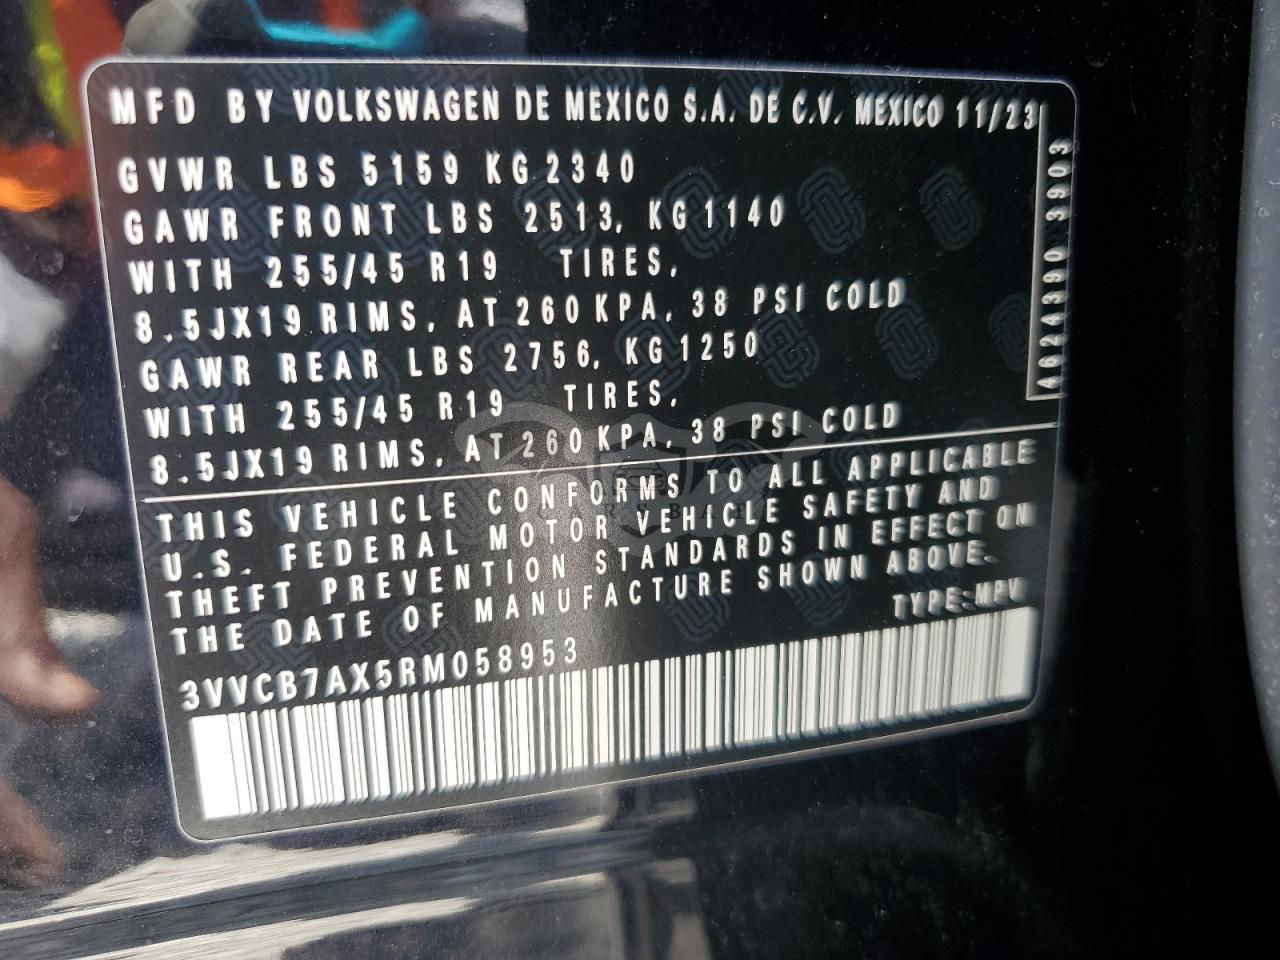 MFD BY VOLKSWAGEN DE MEXICO S.A. DE C.V. MEXICO 11/23
GVWR LBS 5159 KG 2340
GAWR FRONT LBS 2513, KG 1140
WITH 255/45 R19 TIRES,
8.5JX19 RIMS, AT 260 KPA, 38 PSI COLD
GAWR REAR LBS 2756, KG 1250
WITH 255/45 R19 TIRES,
8.5JX19 RIMS, AT 260 KPA, 38 PSI COLD
THIS VEHICLE CONFORMS TO ALL APPLICABLE
U.S. FEDERAL MOTOR VEHICLE SAFETY AND
THEFT PREVENTION STANDARDS IN EFFECT ON
THE DATE OF MANUFACTURE SHOWN ABOVE.
TYPE:MPV
3VVCB7AX5RM058953